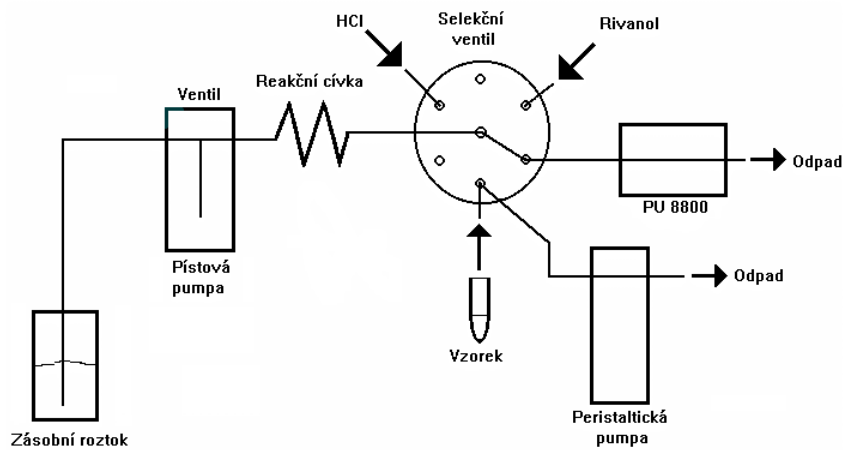 HCl
Selekční
ventil
Rivanol
Reakční cívka
Ventil
Odpad
PU 8800
Pístová
pumpa
Odpad
Vzorek
Zásobní roztok
Peristaltická
pumpa